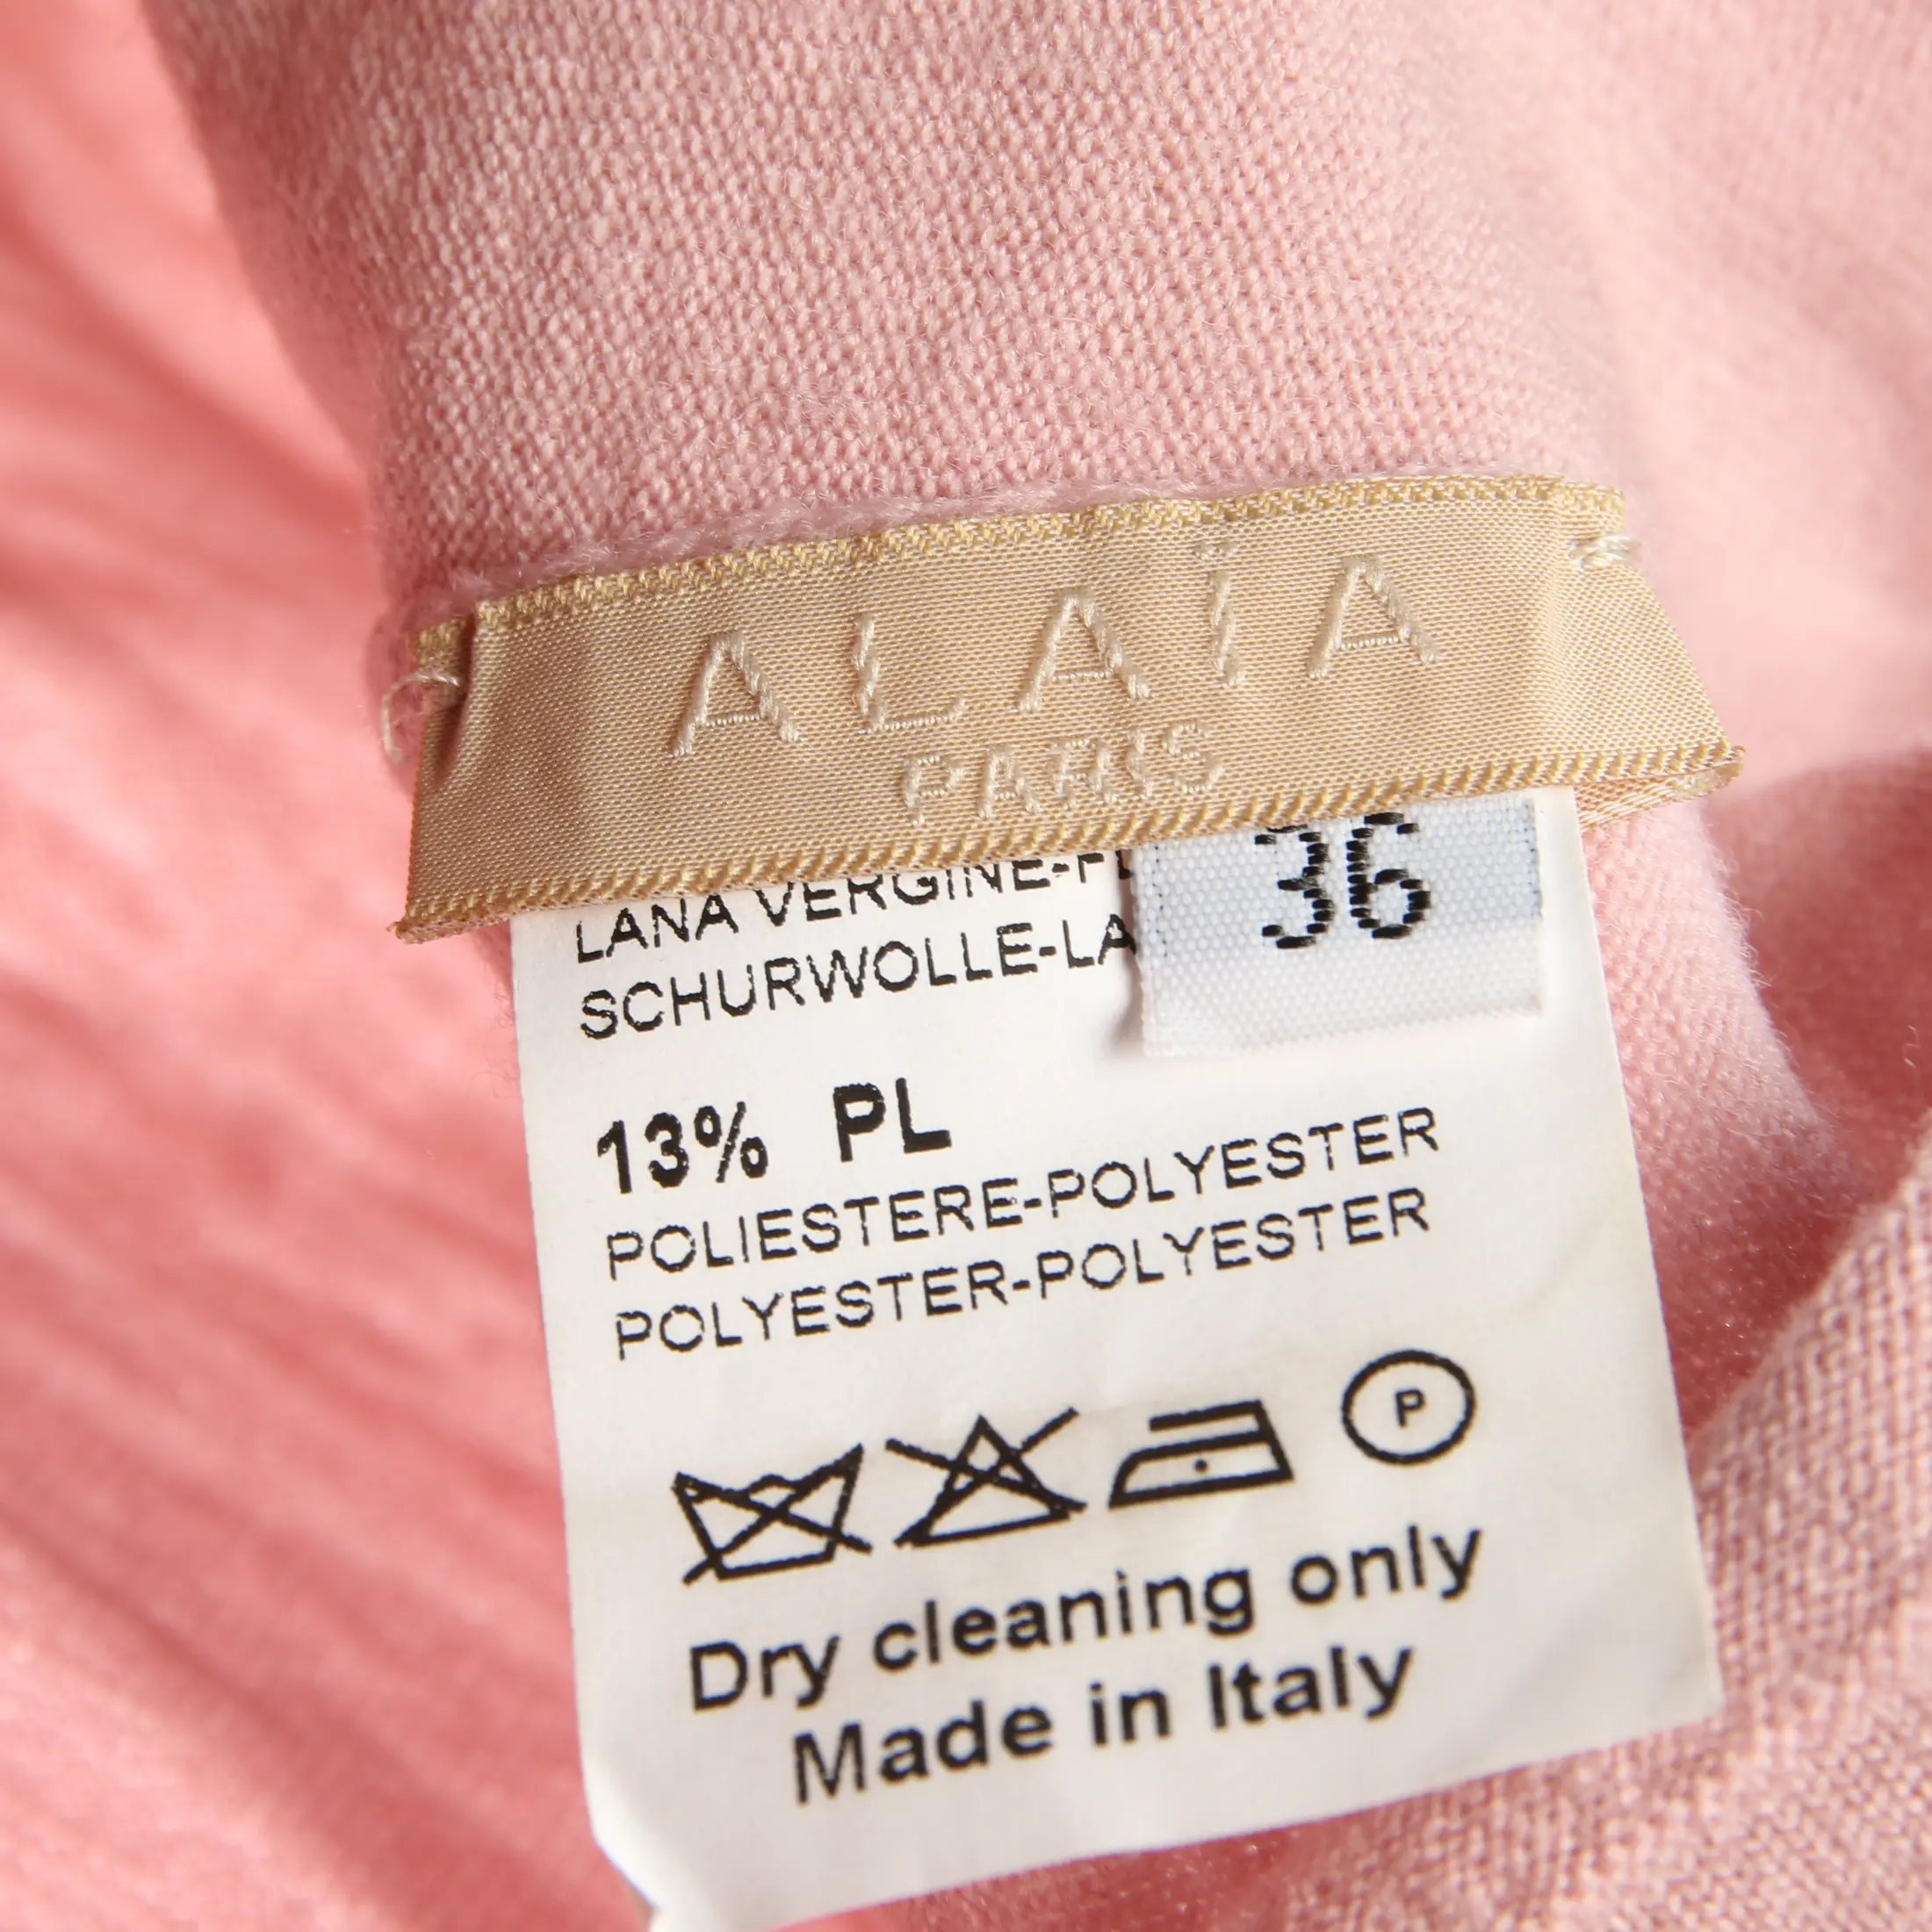 ALAÏA
PARIS
36
LANA VERGINE-
SCHURWOLLE-LA
13% PL
POLIESTERE-POLYESTER
POLYESTER-POLYESTER
P
Dry cleaning only
Made in Italy